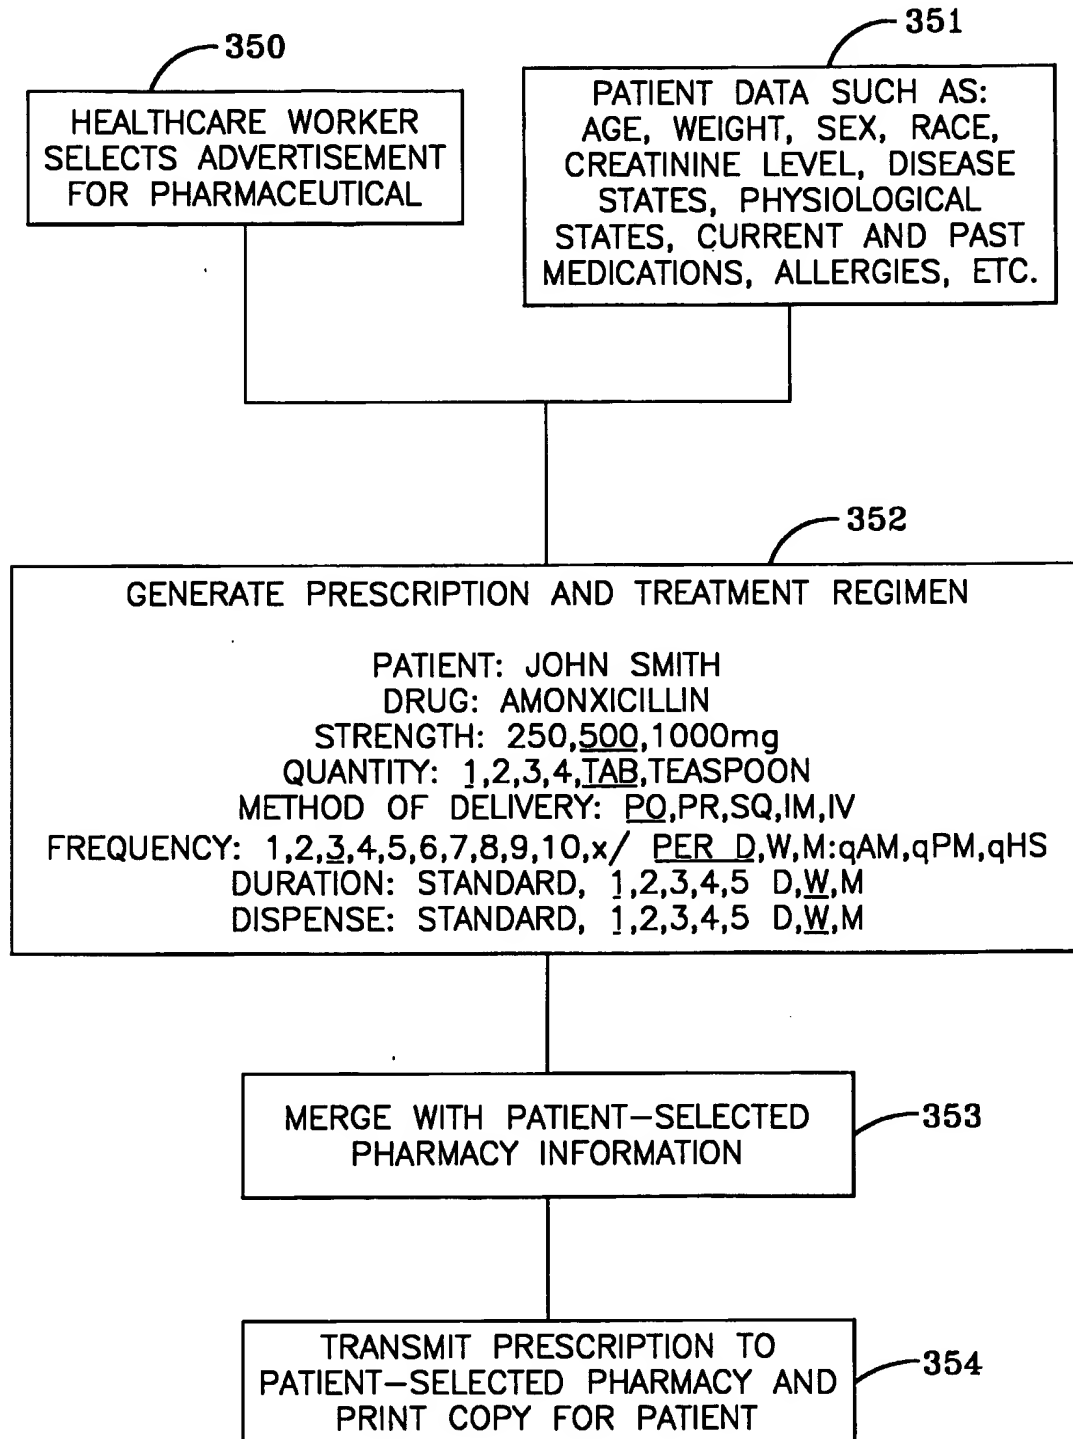 350
HEALTHCARE WORKER
SELECTS ADVERTISEMENT
FOR PHARMACEUTICAL
351
PATIENT DATA SUCH AS:
AGE, WEIGHT, SEX, RACE,
CREATININE LEVEL, DISEASE
STATES, PHYSIOLOGICAL
STATES, CURRENT AND PAST
MEDICATIONS, ALLERGIES, ETC.
352
GENERATE PRESCRIPTION AND TREATMENT REGIMEN
PATIENT: JOHN SMITH
DRUG: AMONXICILLIN
STRENGTH: 250,500,1000mg
QUANTITY: 1,2,3,4,TAB,TEASPOON
METHOD OF DELIVERY: PO,PR,SQ,IM,IV
FREQUENCY: 1,2,3,4,5,6,7,8,9,10,x/ PER D,W,M:qAM,qPM,qHS
DURATION: STANDARD, 1,2,3,4,5 D,W,M
DISPENSE: STANDARD, 1,2,3,4,5 D,W,M
MERGE WITH PATIENT-SELECTED
PHARMACY INFORMATION
353
TRANSMIT PRESCRIPTION TO
PATIENT-SELECTED PHARMACY AND
PRINT COPY FOR PATIENT
354